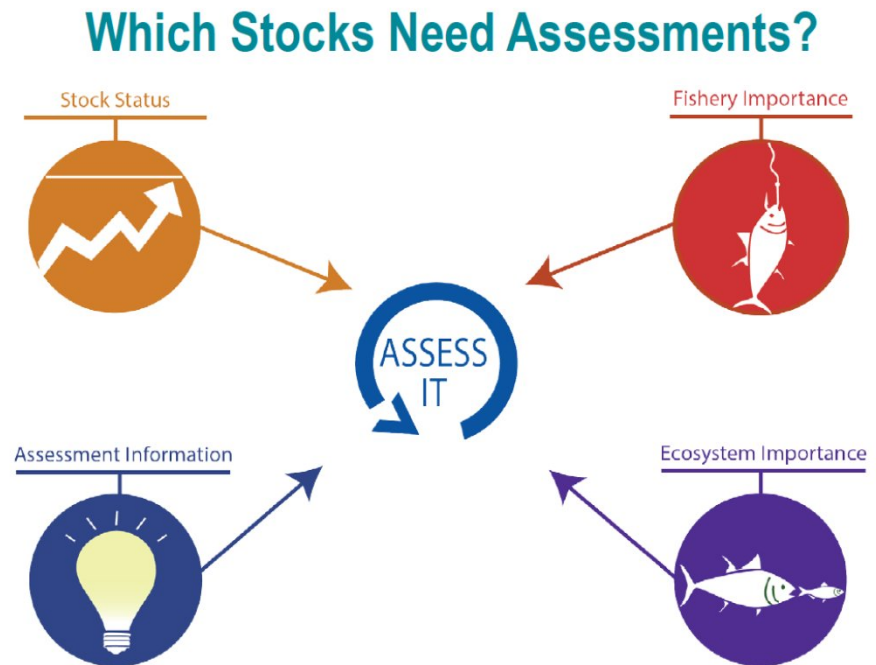 Which Stocks Need Assessments?
Stock Status
Fishery Importance
ASSESS
IT
Assessment Information
Ecosystem Importance